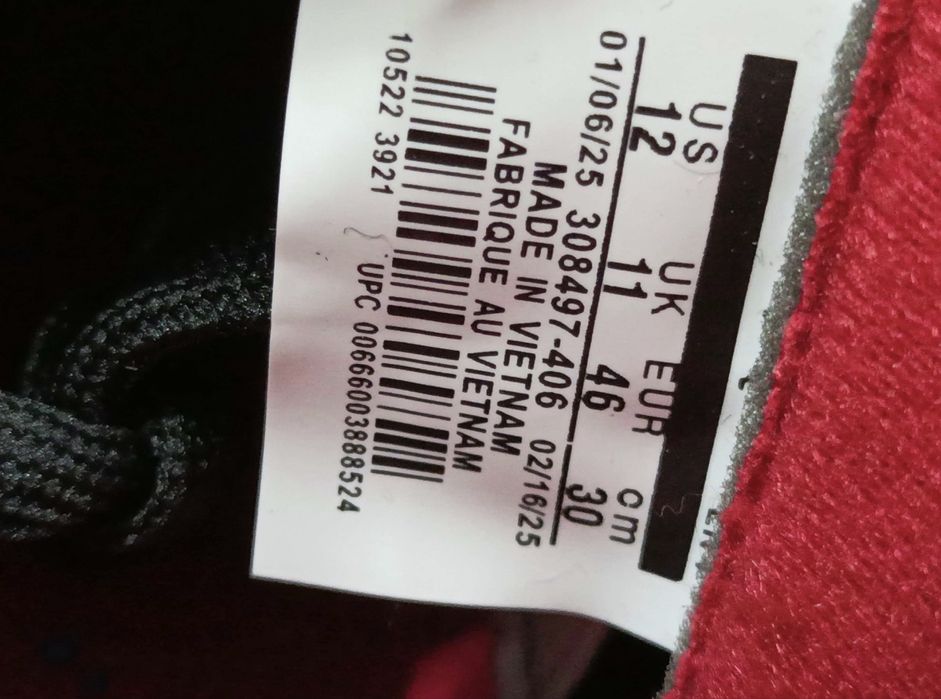 US UK EUR cm
12 11 46 30
01/06/25 308497-406 02/16/25
MADE IN VIETNAM
FABRIQUE AU VIETNAM
10522 3921 UPC 00666003888524